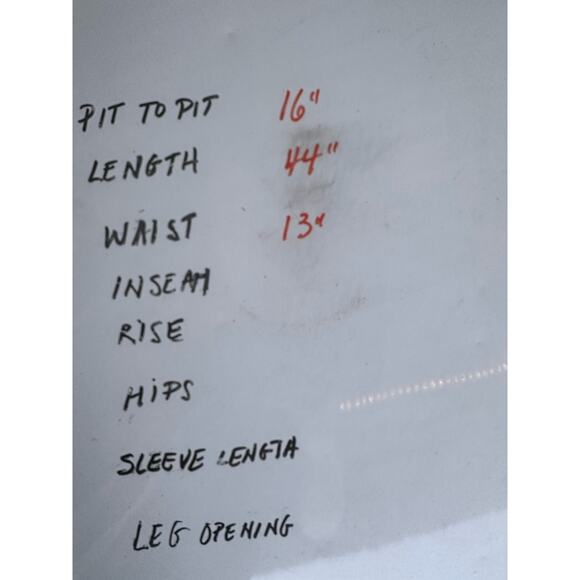 PIT TO PIT 16"
LENGTH 44"
WAIST 13"
INSEAM
RISE
HiPS
SLEEVE LENGTH
LEG OPENING